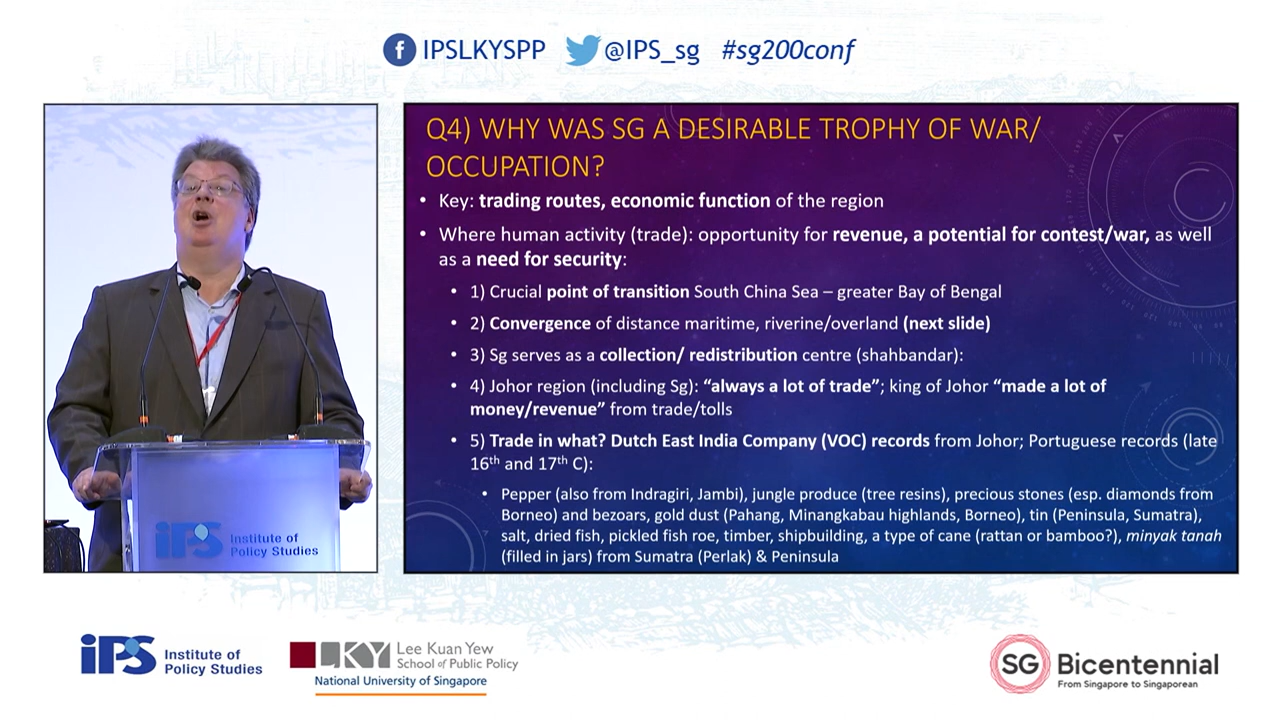 IPSLKYSPP @IPS_sg #sg200conf
Q4) WHY WAS SG A DESIRABLE TROPHY OF WAR/
OCCUPATION?
• Key: trading routes, economic function of the region
• Where human activity (trade): opportunity for revenue, a potential for contest/war, as well
as a need for security:
• 1) Crucial point of transition South China Sea – greater Bay of Bengal
• 2) Convergence of distance maritime, riverine/overland (next slide)
• 3) Sg serves as a collection/ redistribution centre (shahbandar):
• 4) Johor region (including Sg): “always a lot of trade”; king of Johor “made a lot of
money/revenue” from trade/tolls
• 5) Trade in what? Dutch East India Company (VOC) records from Johor; Portuguese records (late
16th and 17th C):
• Pepper (also from Indragiri, Jambi), jungle produce (tree resins), precious stones (esp. diamonds from
Borneo) and bezoars, gold dust (Pahang, Minangkabau highlands, Borneo), tin (Peninsula, Sumatra),
salt, dried fish, pickled fish roe, timber, shipbuilding, a type of cane (rattan or bamboo?), minyak tanah
(filled in jars) from Sumatra (Perlak) & Peninsula
iPS Institute of
Policy Studies
iPS Institute of
Policy Studies
LKY Lee Kuan Yew
School of Public Policy
National University of Singapore
SG Bicentennial
From Singapore to Singaporean